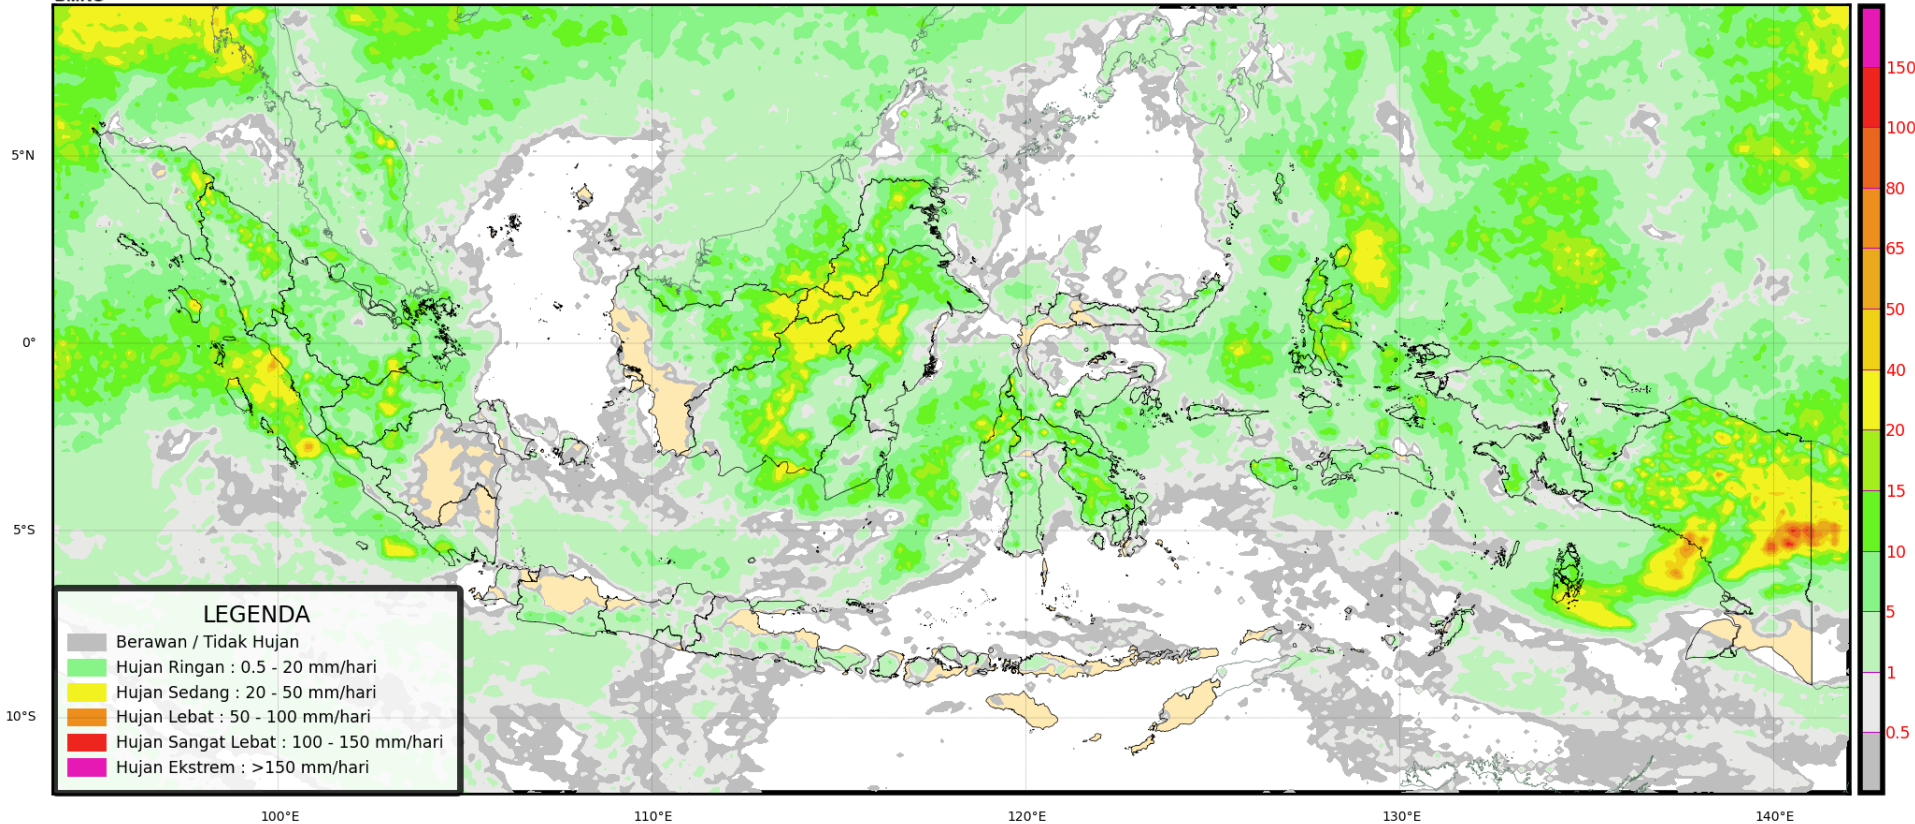 5°N
0°
5°S
10°S
100°E
110°E
120°E
130°E
140°E
LEGENDA
Berawan / Tidak Hujan
Hujan Ringan : 0.5 - 20 mm/hari
Hujan Sedang : 20 - 50 mm/hari
Hujan Lebat : 50 - 100 mm/hari
Hujan Sangat Lebat : 100 - 150 mm/hari
Hujan Ekstrem : >150 mm/hari
150
100
80
65
50
40
20
15
10
5
1
0.5